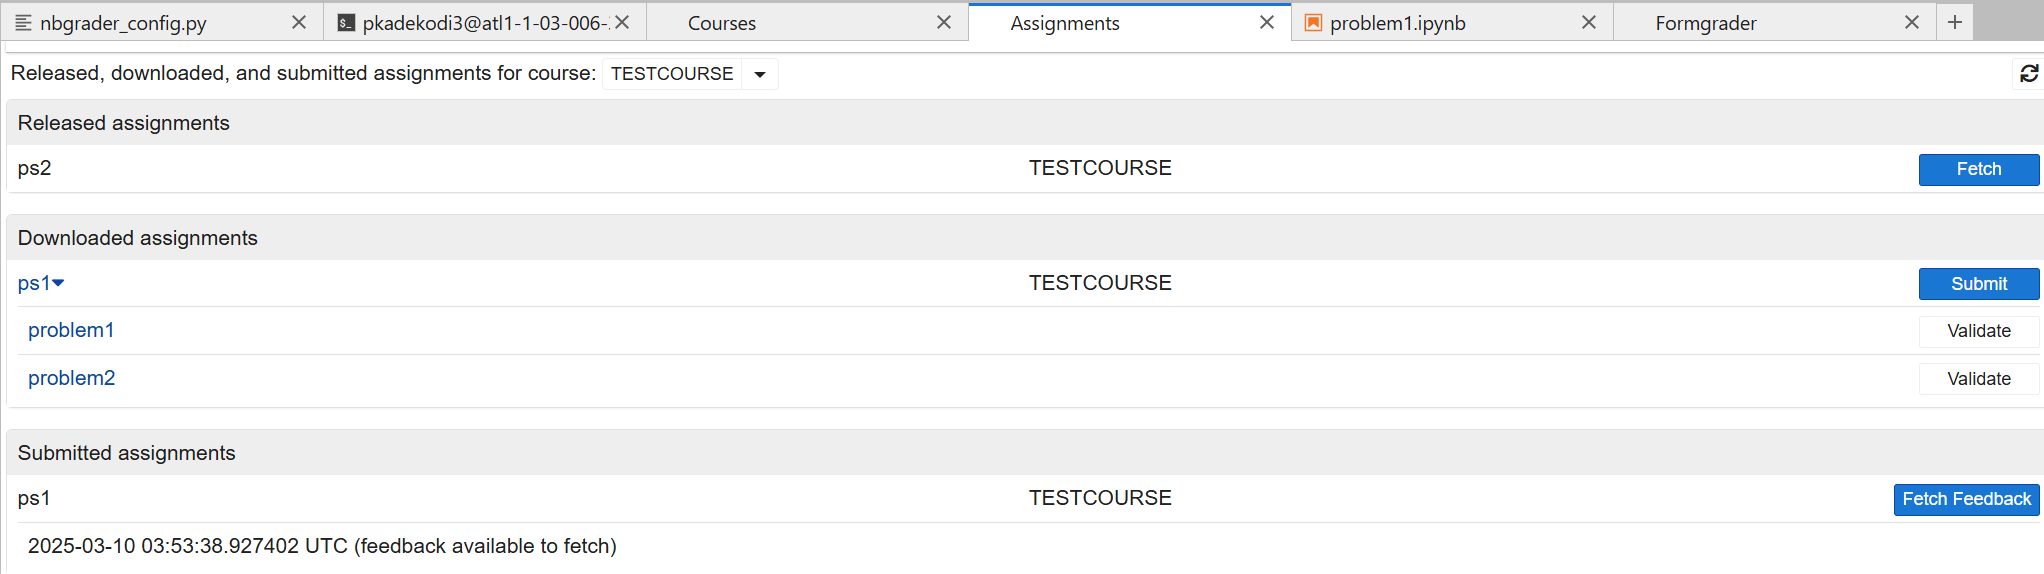 nbgrader_config.py pkadekodi3@atl1-1-03-006- Courses Assignments problem1.ipynb Formgrader
Released, downloaded, and submitted assignments for course: TESTCOURSE
Released assignments
ps2 TESTCOURSE Fetch
Downloaded assignments
ps1 TESTCOURSE Submit
problem1 Validate
problem2 Validate
Submitted assignments
ps1 TESTCOURSE Fetch Feedback
2025-03-10 03:53:38.927402 UTC (feedback available to fetch)